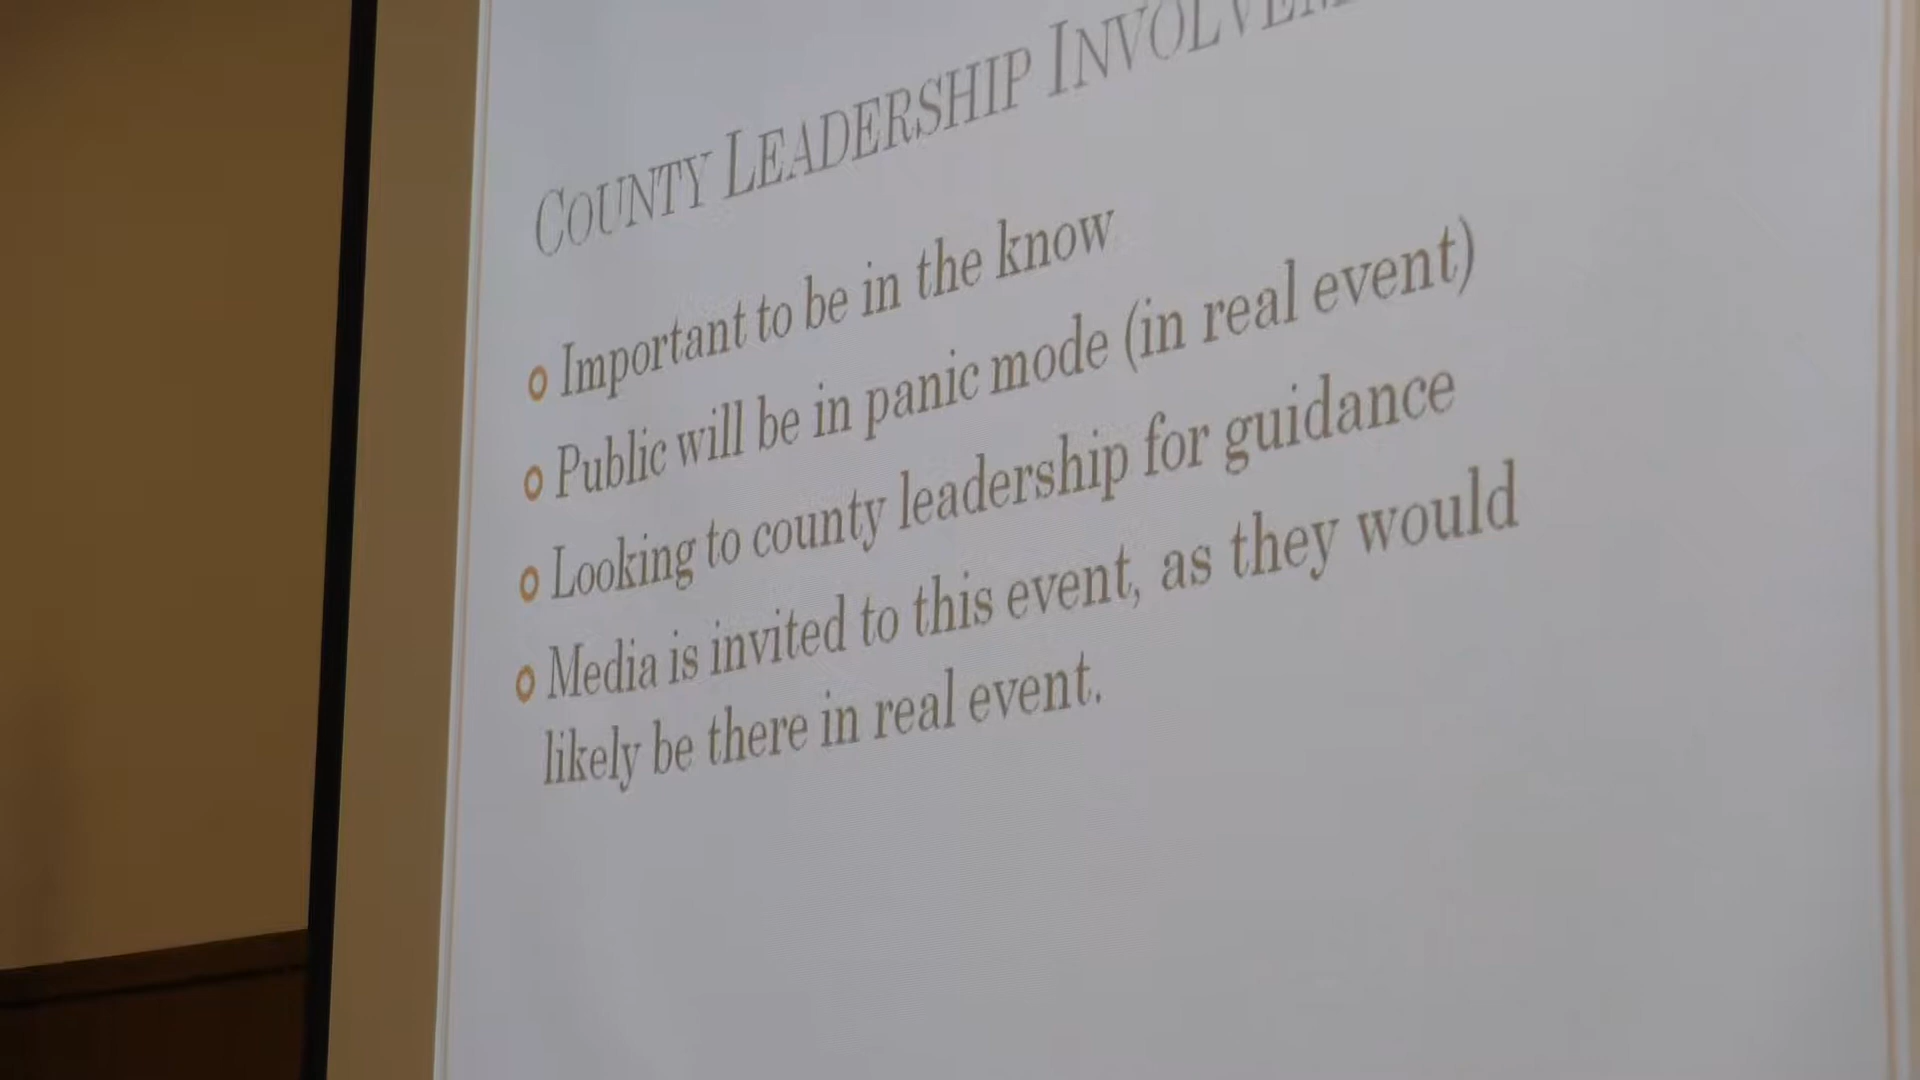 COUNTY LEADERSHIP
Important to be in the know
Public will be in panic mode (in real event)
Looking to county leadership for guidance
Media is invited to this event, as they would
likely be there in real event.